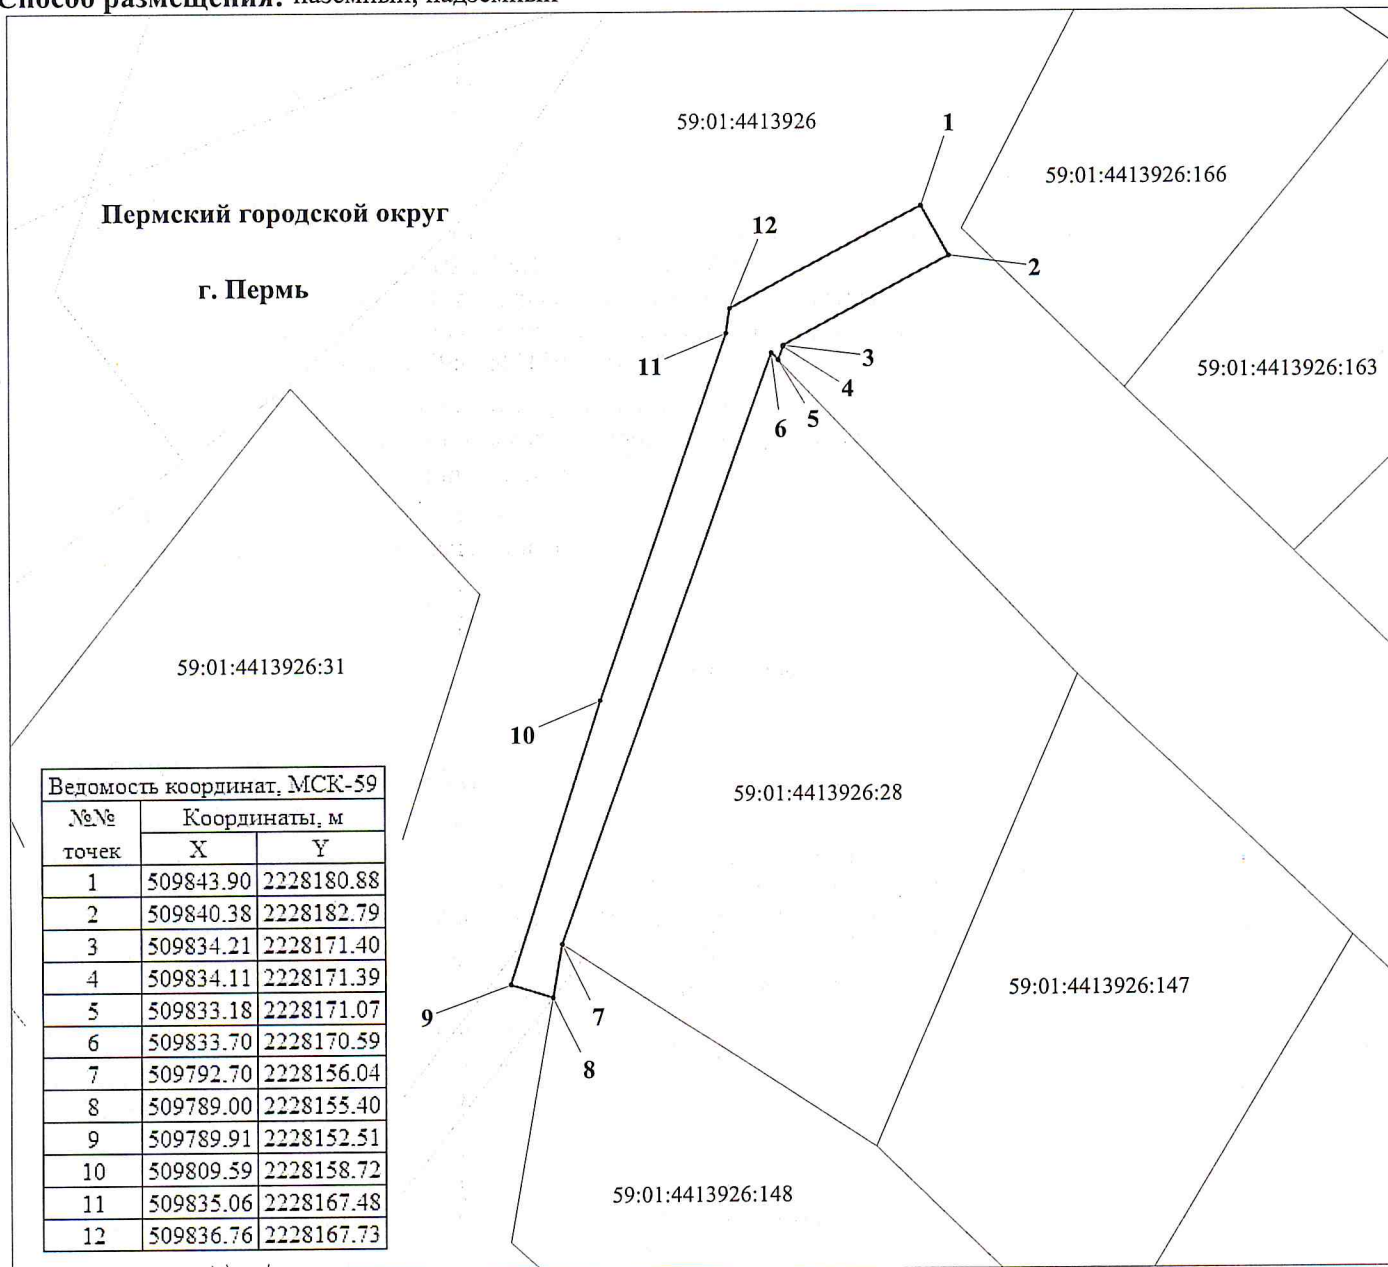 Способ размещения: наземный, надземный
59:01:4413926
1
59:01:4413926:166
Пермский городской округ
12
2
г. Пермь
11
3
59:01:4413926:163
4
5
6
59:01:4413926:31
10
59:01:4413926:28
59:01:4413926:147
9
7
8
59:01:4413926:148
Ведомость координат, МСК-59
№№ точек Координаты, м
X Y
1 509843.90 2228180.88
2 509840.38 2228182.79
3 509834.21 2228171.40
4 509834.11 2228171.39
5 509833.18 2228171.07
6 509833.70 2228170.59
7 509792.70 2228156.04
8 509789.00 2228155.40
9 509789.91 2228152.51
10 509809.59 2228158.72
11 509835.06 2228167.48
12 509836.76 2228167.73